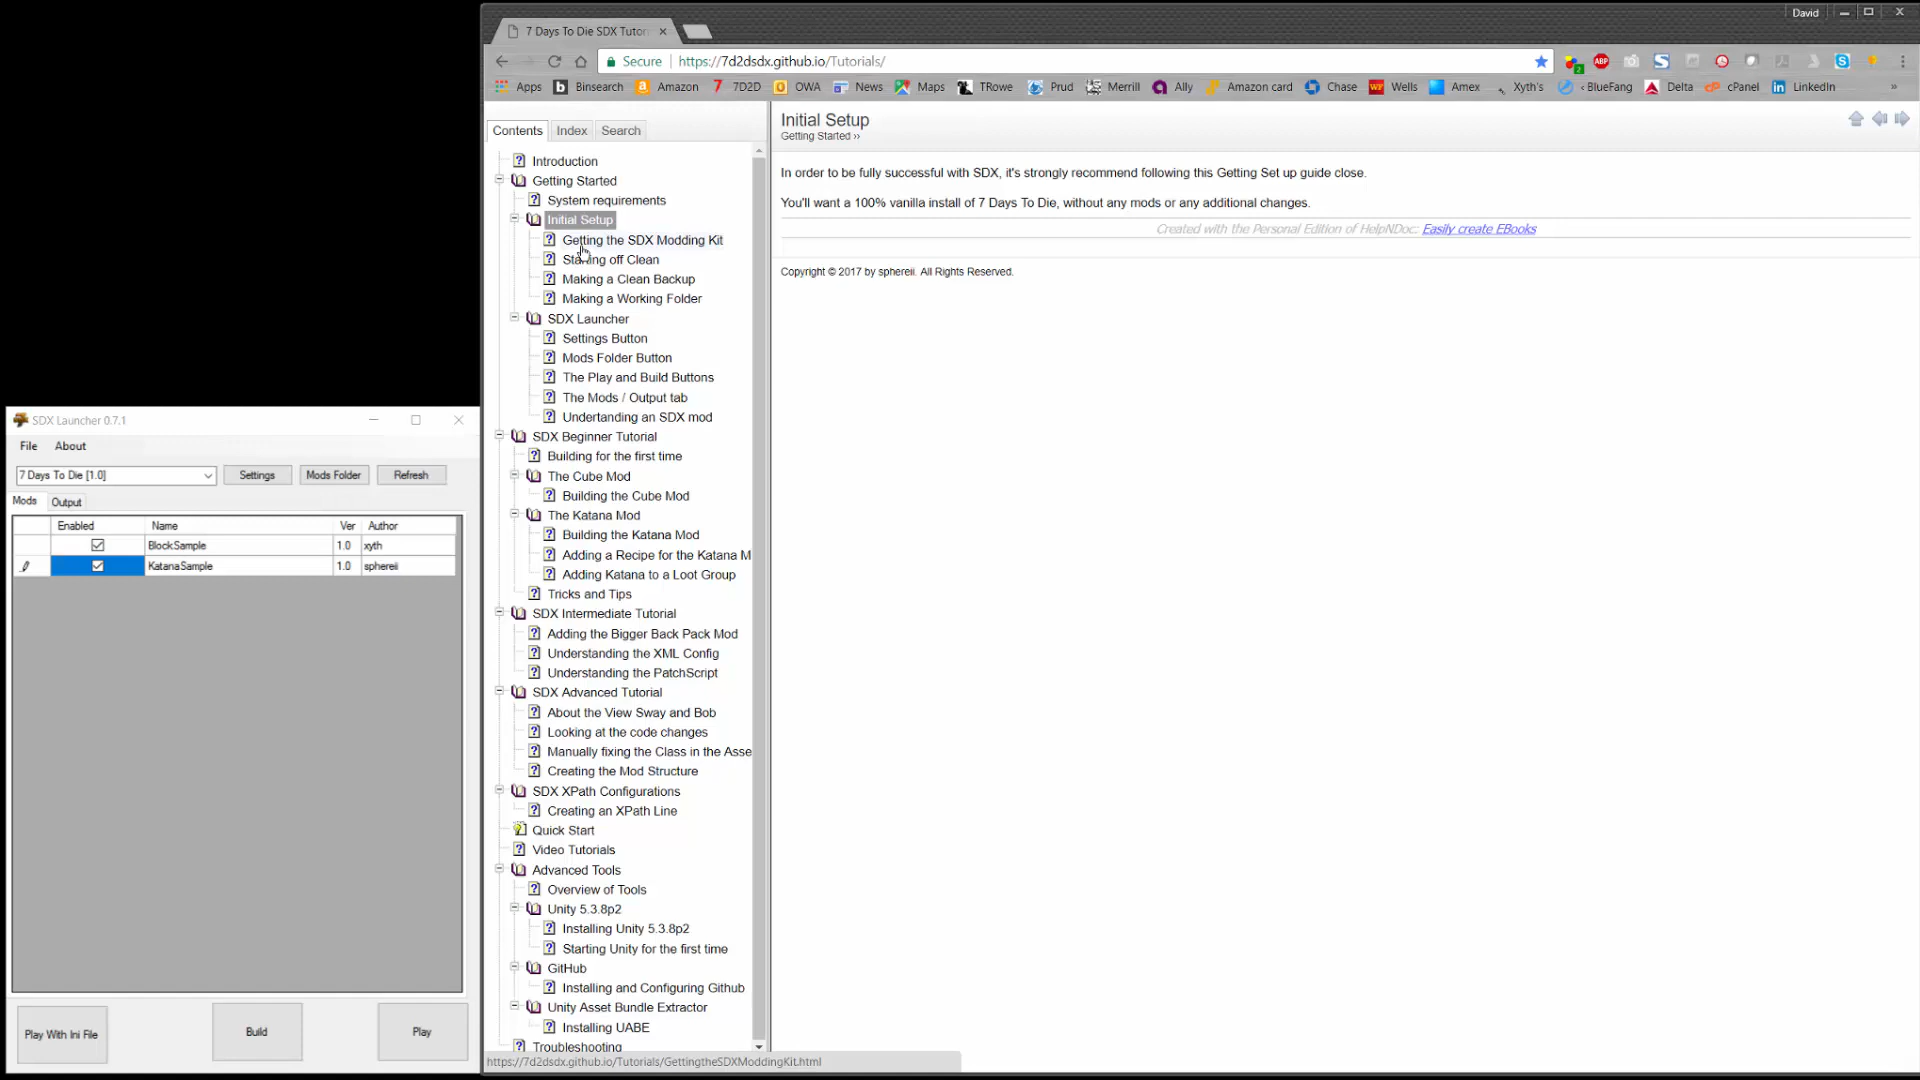 David
7 Days To Die SDX Tutor
Secure
https://7d2dsdx.github.io/Tutorials/
Apps
Binsearch
Amazon
7D2D
OWA
News
Maps
TRowe
Prud
Merrill
Ally
Amazon card
Chase
Wells
Amex
Xyth's
‹ BlueFang
Delta
cPanel
LinkedIn
»
Contents
Index
Search
Introduction
Getting Started
System requirements
Initial Setup
Getting the SDX Modding Kit
Starting off Clean
Making a Clean Backup
Making a Working Folder
SDX Launcher
Settings Button
Mods Folder Button
The Play and Build Buttons
The Mods / Output tab
Undertanding an SDX mod
SDX Beginner Tutorial
Building for the first time
The Cube Mod
Building the Cube Mod
The Katana Mod
Building the Katana Mod
Adding a Recipe for the Katana M
Adding Katana to a Loot Group
Tricks and Tips
SDX Intermediate Tutorial
Adding the Bigger Back Pack Mod
Understanding the XML Config
Understanding the PatchScript
SDX Advanced Tutorial
About the View Sway and Bob
Looking at the code changes
Manually fixing the Class in the Asse
Creating the Mod Structure
SDX XPath Configurations
Creating an XPath Line
Quick Start
Video Tutorials
Advanced Tools
Overview of Tools
Unity 5.3.8p2
Installing Unity 5.3.8p2
Starting Unity for the first time
GitHub
Installing and Configuring Github
Unity Asset Bundle Extractor
Installing UABE
Troubleshooting
https://7d2dsdx.github.io/Tutorials/GettingtheSDXModdingKit.html
Initial Setup
Getting Started ››
In order to be fully successful with SDX, it's strongly recommend following this Getting Set up guide close.
You'll want a 100% vanilla install of 7 Days To Die, without any mods or any additional changes.
Created with the Personal Edition of HelpNDoc: Easily create EBooks
Copyright © 2017 by sphereii. All Rights Reserved.
SDX Launcher 0.7.1
File
About
7 Days To Die [1.0]
Settings
Mods Folder
Refresh
Mods
Output
Enabled
Name
Ver
Author
BlockSample
1.0
xyth
KatanaSample
1.0
sphereii
Play With Ini File
Build
Play